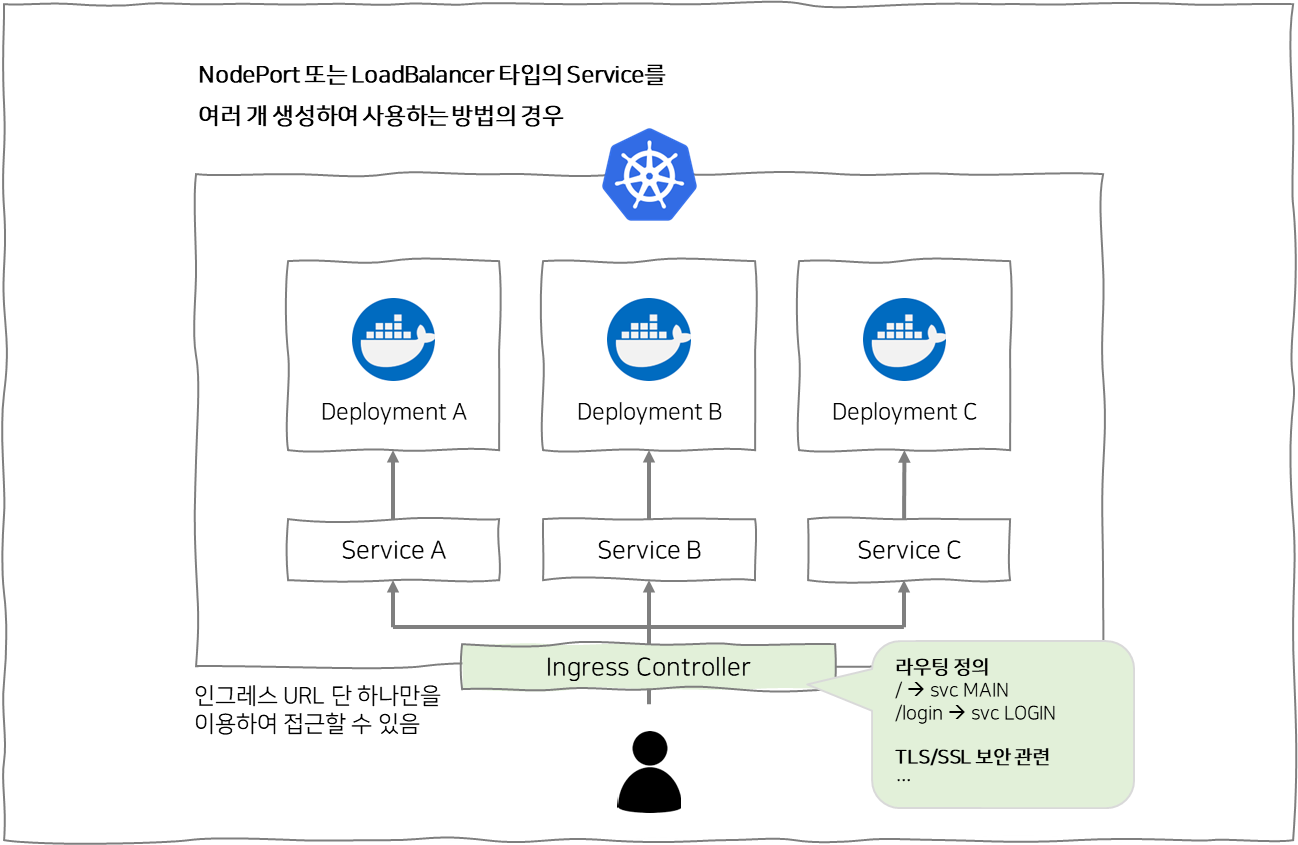 NodePort 또는 LoadBalancer 타입의 Service를
여러 개 생성하여 사용하는 방법의 경우
Deployment A
Deployment B
Deployment C
Service A
Service B
Service C
Ingress Controller
인그레스 URL 단 하나만을
이용하여 접근할 수 있음
라우팅 정의
/ → svc MAIN
/login → svc LOGIN
TLS/SSL 보안 관련
...